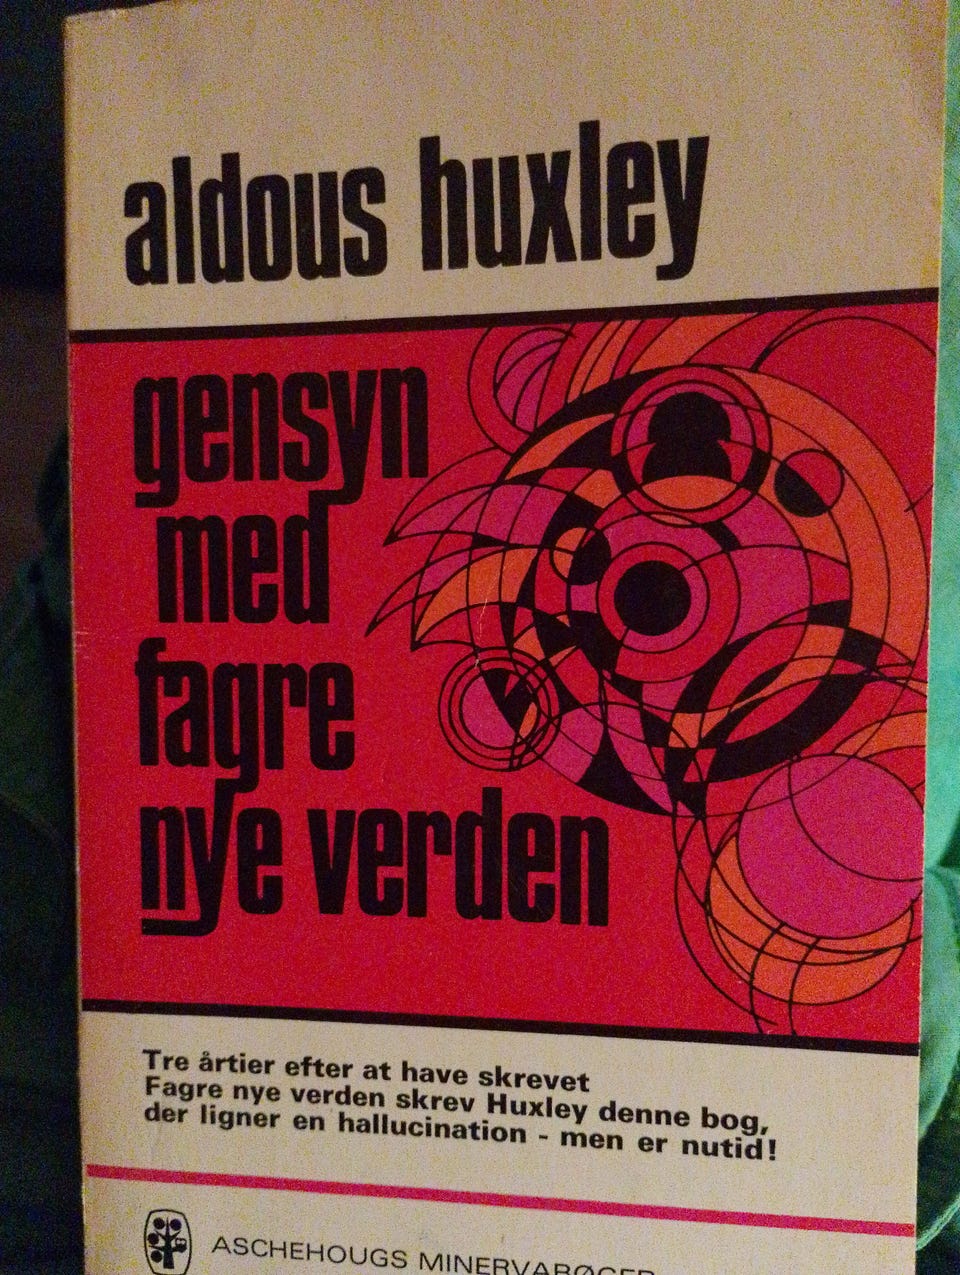 aldous huxley
gensyn
med
fagre
nye verden
Tre årtier efter at have skrevet
Fagre nye verden skrev Huxley denne bog,
der ligner en hallucination - men er nutid!
ASCHEHOUGS MINERVABØGER